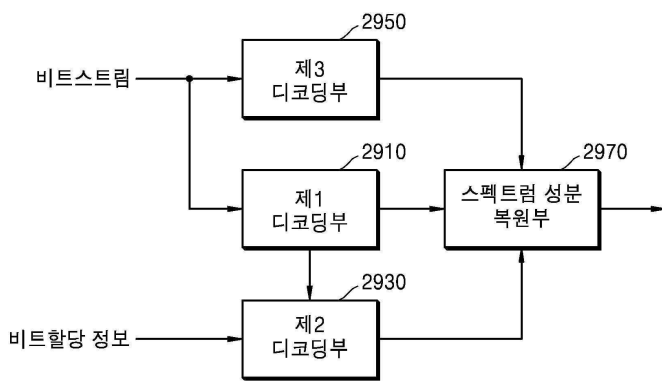 2950
제3
디코딩부
비트스트림
2910
제1
디코딩부
2970
스펙트럼 성분
복원부
2930
제2
디코딩부
비트할당 정보